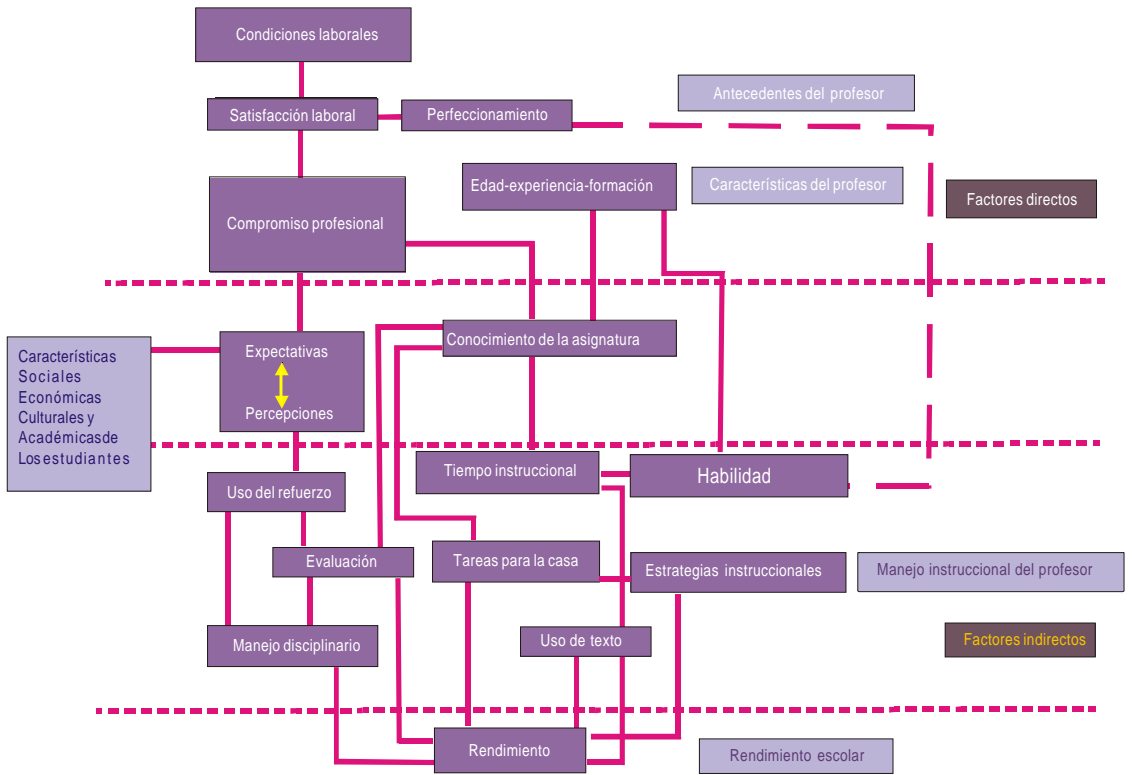 Condiciones laborales
Antecedentes del profesor
Satisfacción laboral
Perfeccionamiento
Edad-experiencia-formación
Características del profesor
Factores directos
Compromiso profesional
Conocimiento de la asignatura
Características
Sociales
Económicas
Culturales y
Académicasde
Losestudiantes
Expectativas
Percepciones
Tiempo instruccional
Habilidad
Uso del refuerzo
Evaluación
Tareas para la casa
Estrategias instruccionales
Manejo instruccional del profesor
Manejo disciplinario
Uso de texto
Factores indirectos
Rendimiento
Rendimiento escolar